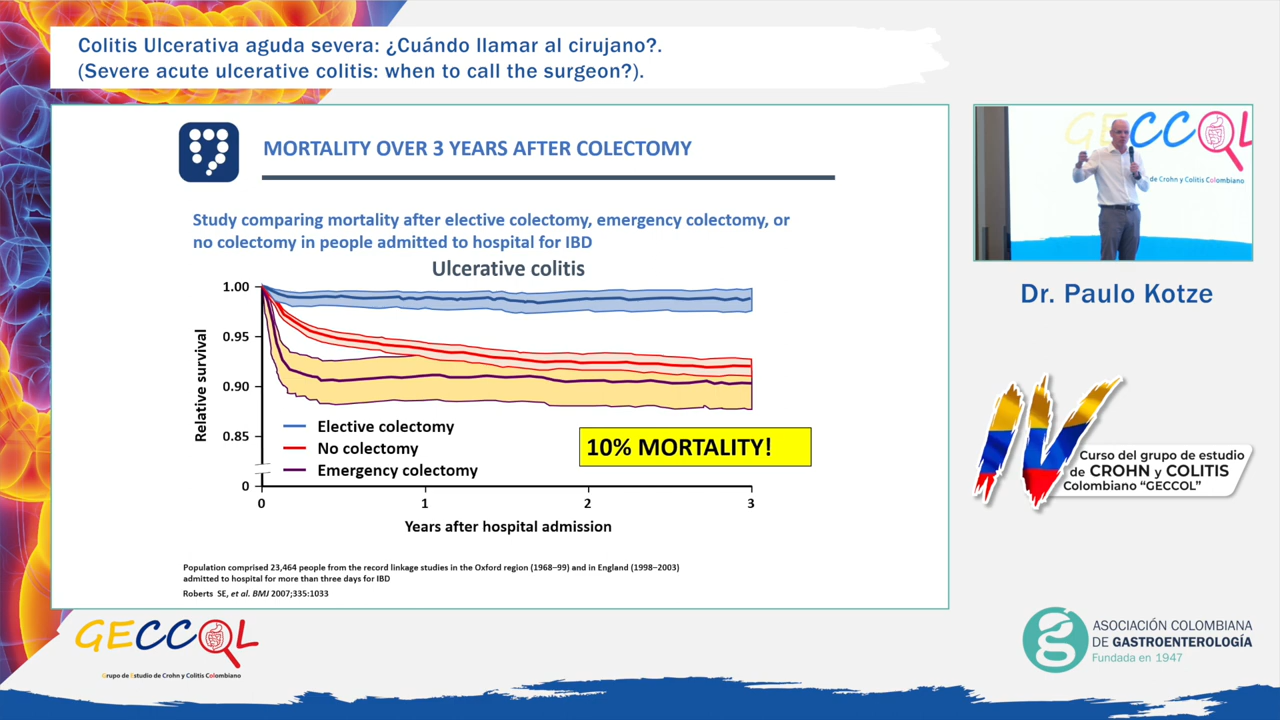 Colitis Ulcerativa aguda severa: ¿Cuándo llamar al cirujano?.
(Severe acute ulcerative colitis: when to call the surgeon?).
MORTALITY OVER 3 YEARS AFTER COLECTOMY
Study comparing mortality after elective colectomy, emergency colectomy, or
no colectomy in people admitted to hospital for IBD
Ulcerative colitis
Relative survival
1.00
0.95
0.90
0.85
0
Elective colectomy
No colectomy
Emergency colectomy
10% MORTALITY!
0
1
2
3
Years after hospital admission
Population comprised 23,464 people from the record linkage studies in the Oxford region (1968–99) and in England (1998–2003)
admitted to hospital for more than three days for IBD
Roberts SE, et al. BMJ 2007;335:1033
GECCOL
de Crohn y Colitis Colombiano
Dr. Paulo Kotze
IV
Curso del grupo de estudio
de CROHN y COLITIS
Colombiano “GECCOL”
GECCOL
Grupo de Estudio de Crohn y Colitis Colombiano
ASOCIACIÓN COLOMBIANA
DE GASTROENTEROLOGÍA
Fundada en 1947